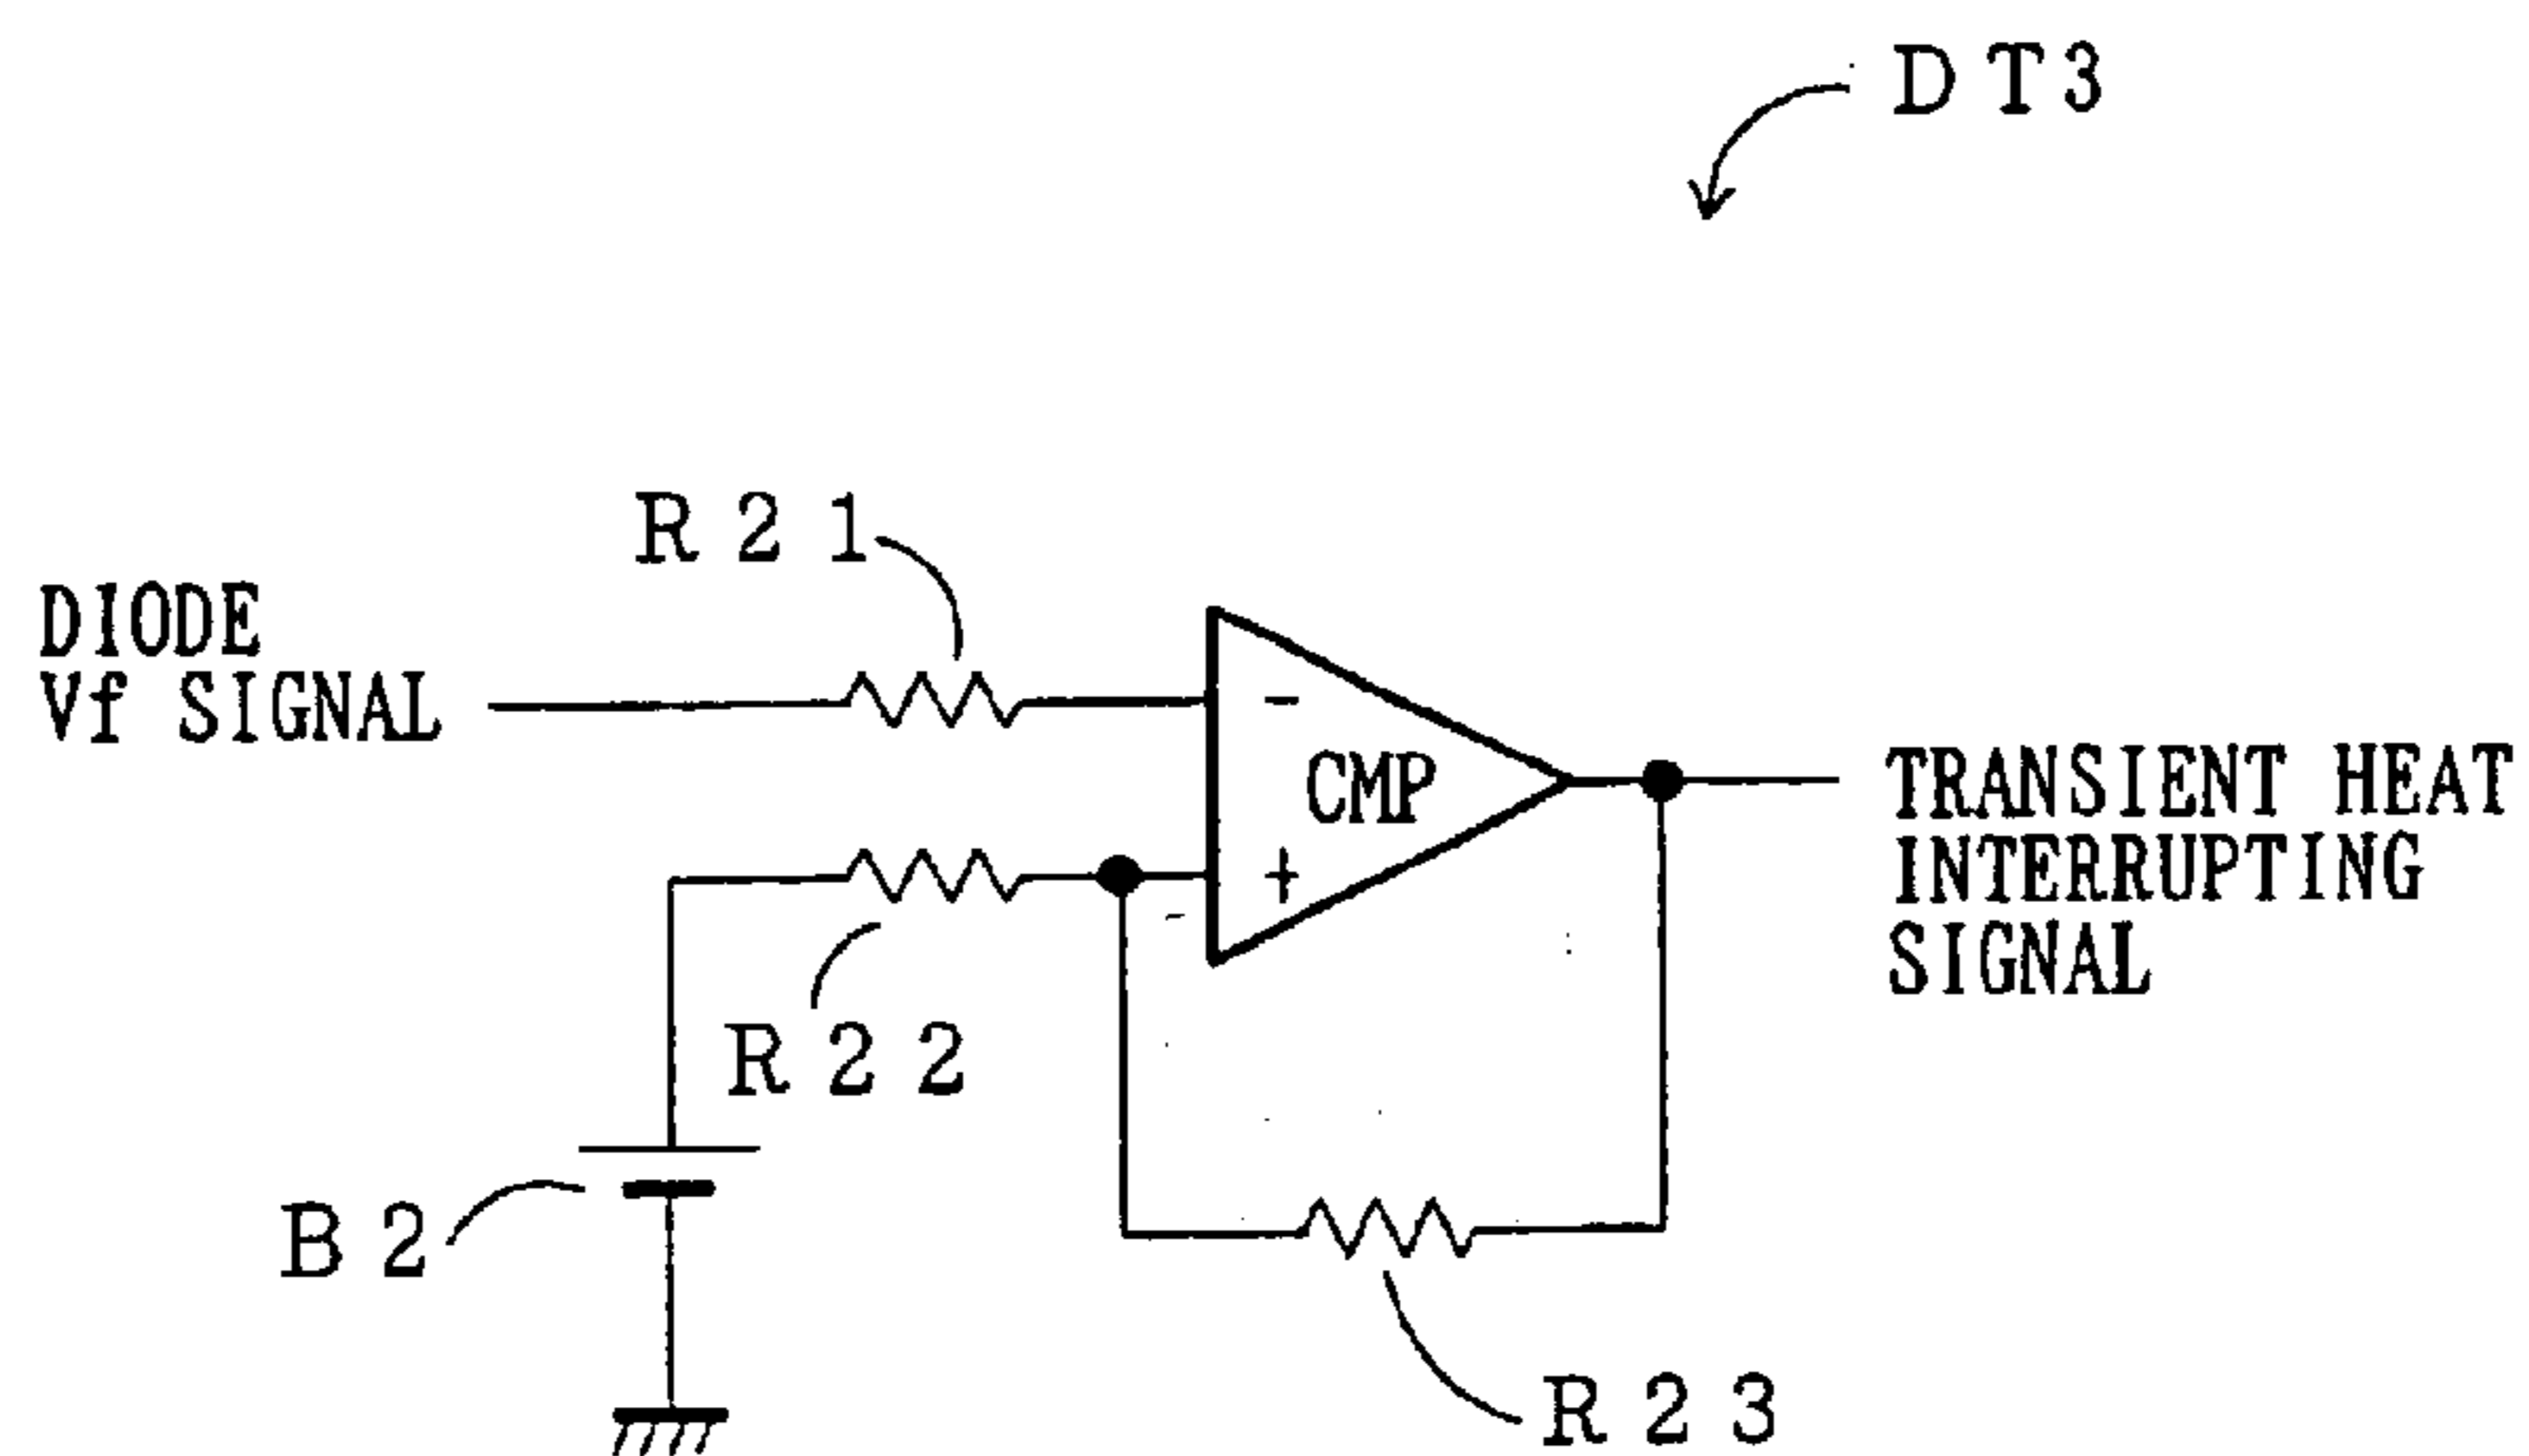 DT3
R21
DIODE
Vf SIGNAL
-
CMP
+
TRANSIENT HEAT
INTERRUPTING
SIGNAL
R22
B2
R23